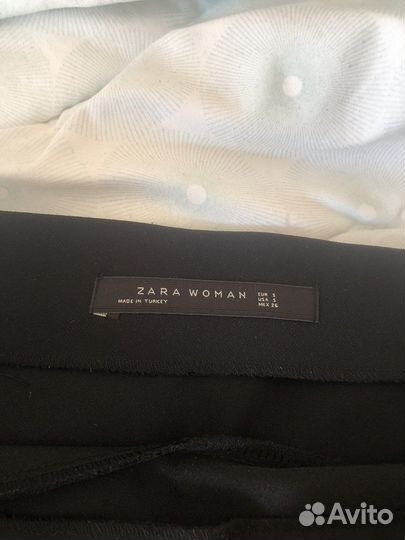 ZARA WOMAN
MADE IN TURKEY
EUR S
USA S
MEX 26
Avito